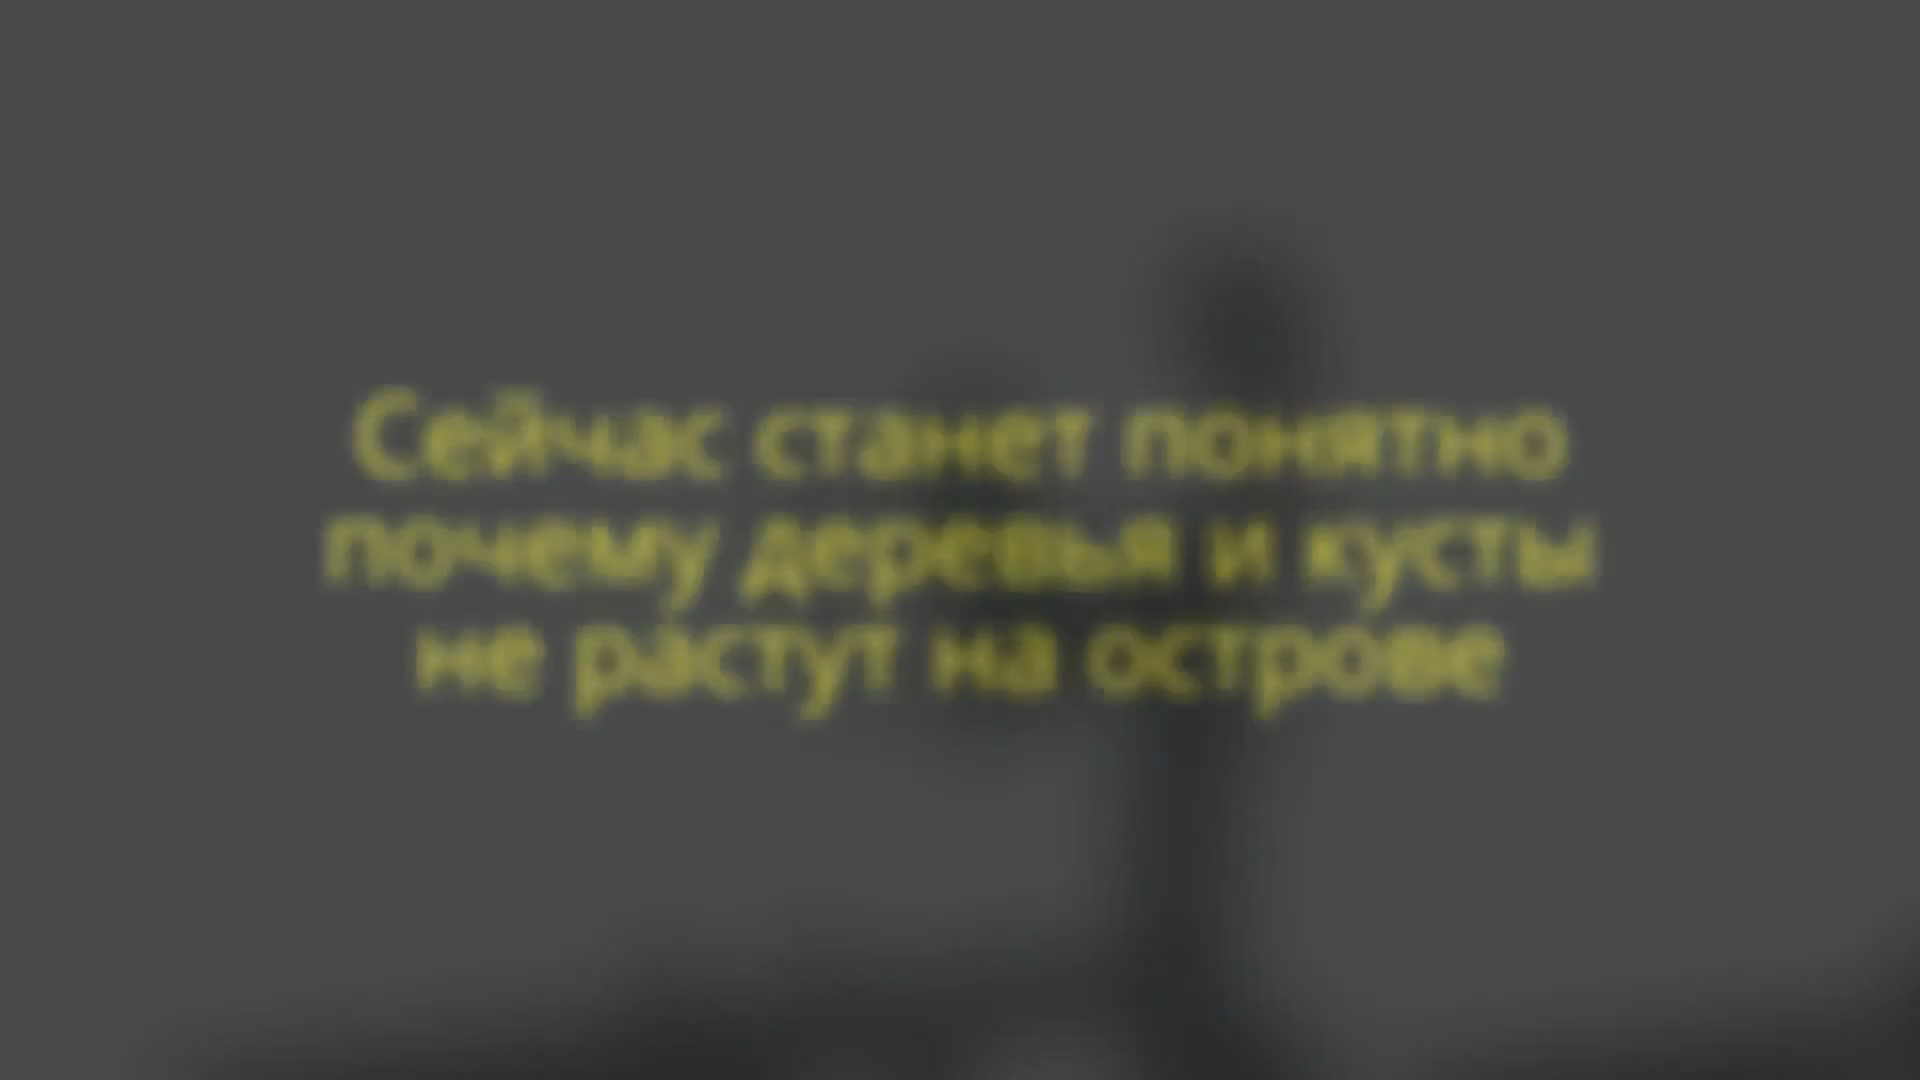 Сейчас станет понятно
почему деревья и кусты
не растут на острове